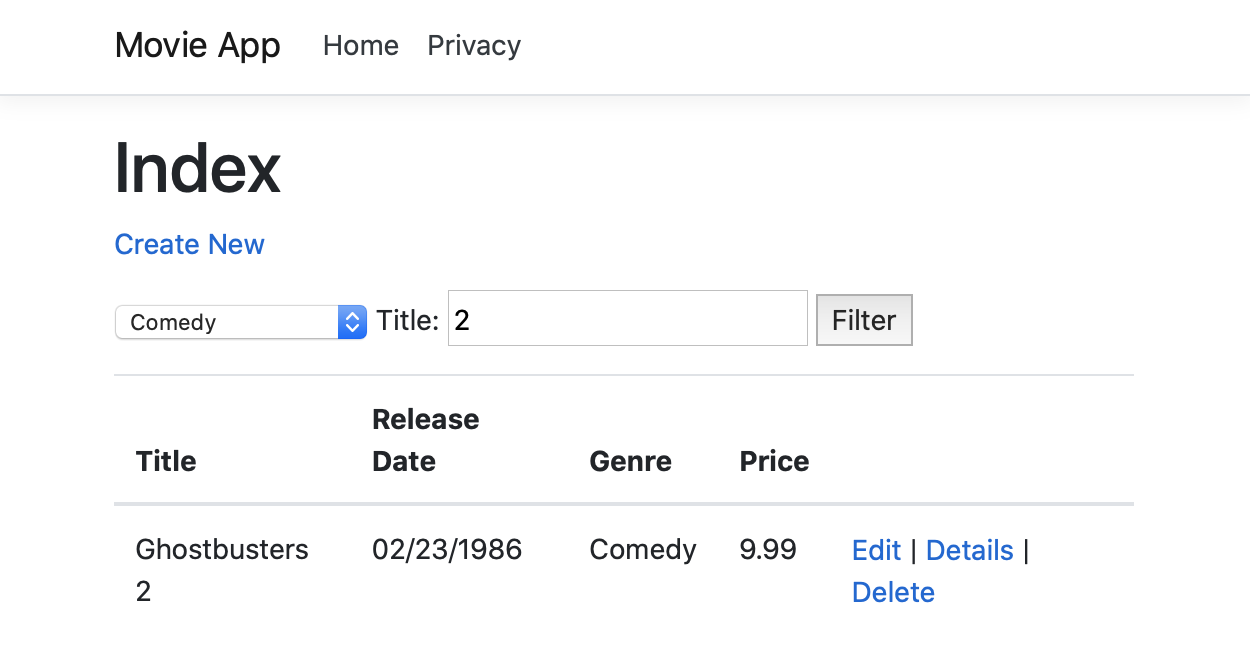 Movie App Home Privacy
Index
Create New
Comedy Title: 2 Filter
Release
Title Date Genre Price
Ghostbusters 02/23/1986 Comedy 9.99 Edit | Details |
2 Delete